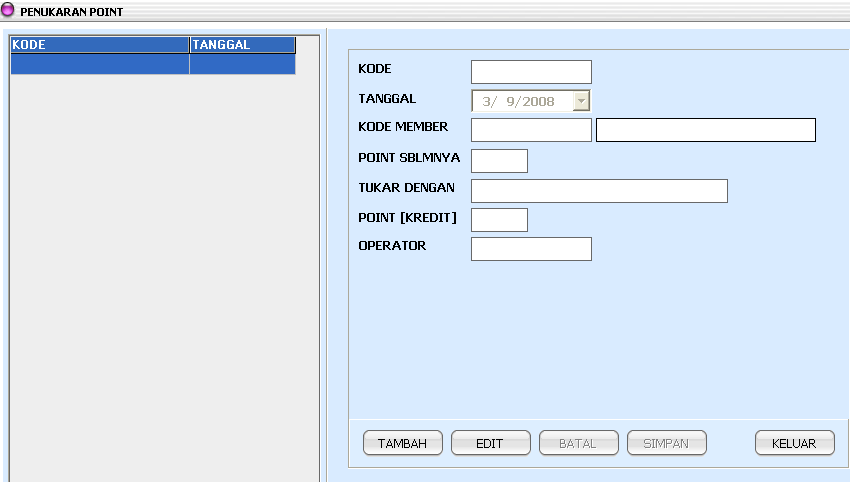 PENUKARAN POINT
KODE TANGGAL
KODE
TANGGAL 3/ 9/2008
KODE MEMBER
POINT SBLMNYA
TUKAR DENGAN
POINT [KREDIT]
OPERATOR
TAMBAH EDIT BATAL SIMPAN KELUAR